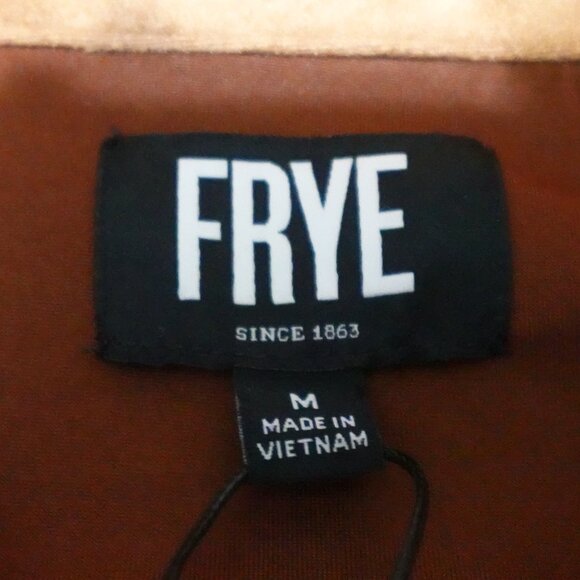 FRYE
SINCE 1863
M
MADE IN
VIETNAM